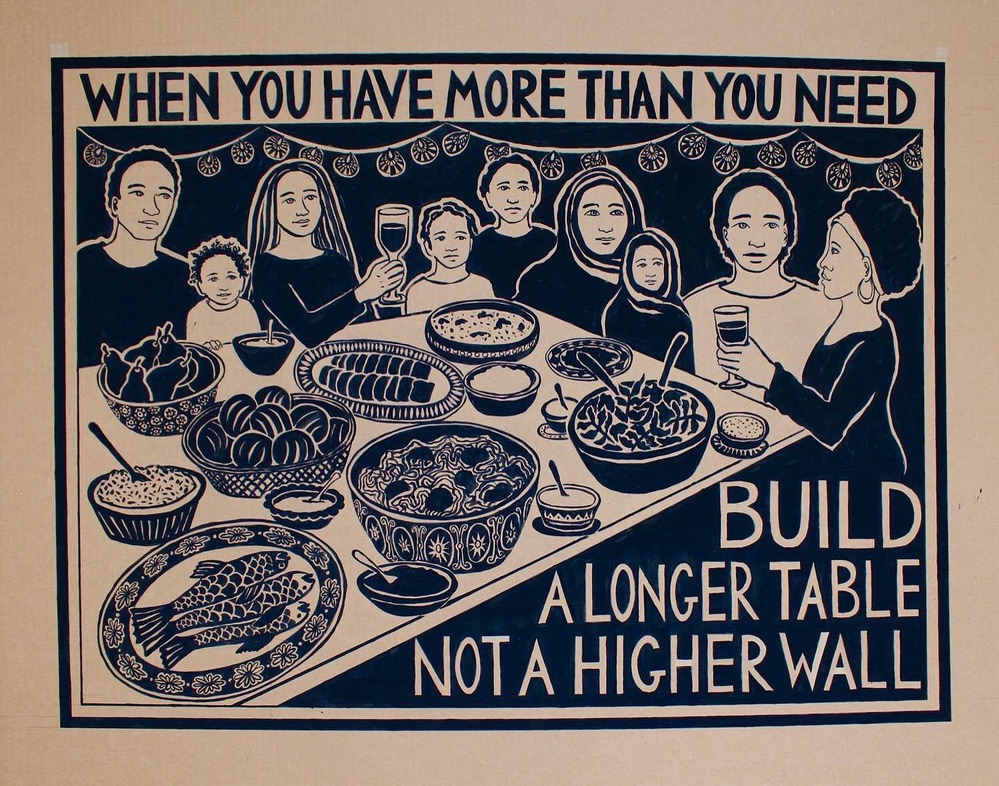 WHEN YOU HAVE MORE THAN YOU NEED
BUILD
A LONGER TABLE
NOT A HIGHER WALL